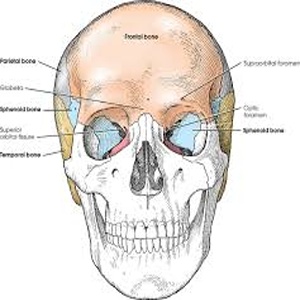 Frontal bone
Parietal bone
Supraorbital foramen
Glabella
Sphenoid bone
Optic
foramen
Superior
orbital fissure
Sphenoid bone
Temporal bone